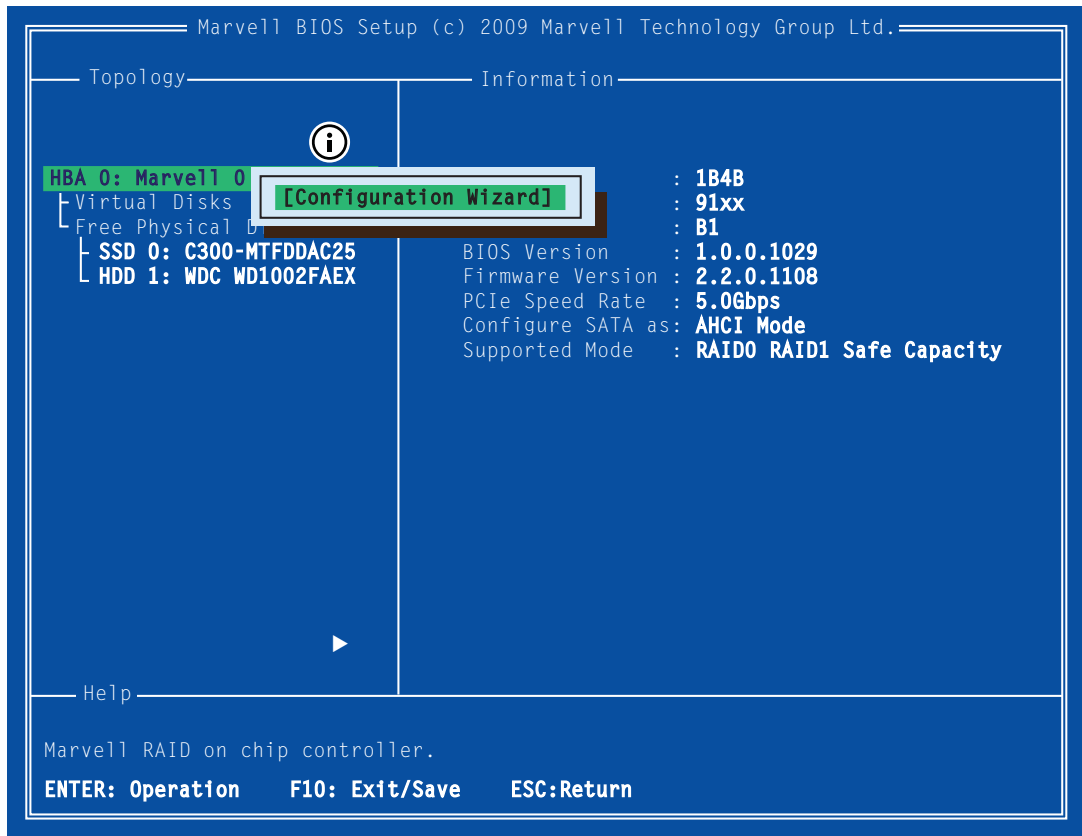 Marvell BIOS Setup (c) 2009 Marvell Technology Group Ltd.
Topology
HBA 0: Marvell 0
Virtual Disks
Free Physical D
SSD 0: C300-MTFDDAC25
HDD 1: WDC WD1002FAEX
[Configuration Wizard]
Information
: 1B4B
: 91xx
: B1
BIOS Version : 1.0.0.1029
Firmware Version : 2.2.0.1108
PCIe Speed Rate : 5.0Gbps
Configure SATA as: AHCI Mode
Supported Mode : RAID0 RAID1 Safe Capacity
Help
Marvell RAID on chip controller.
ENTER: Operation F10: Exit/Save ESC:Return